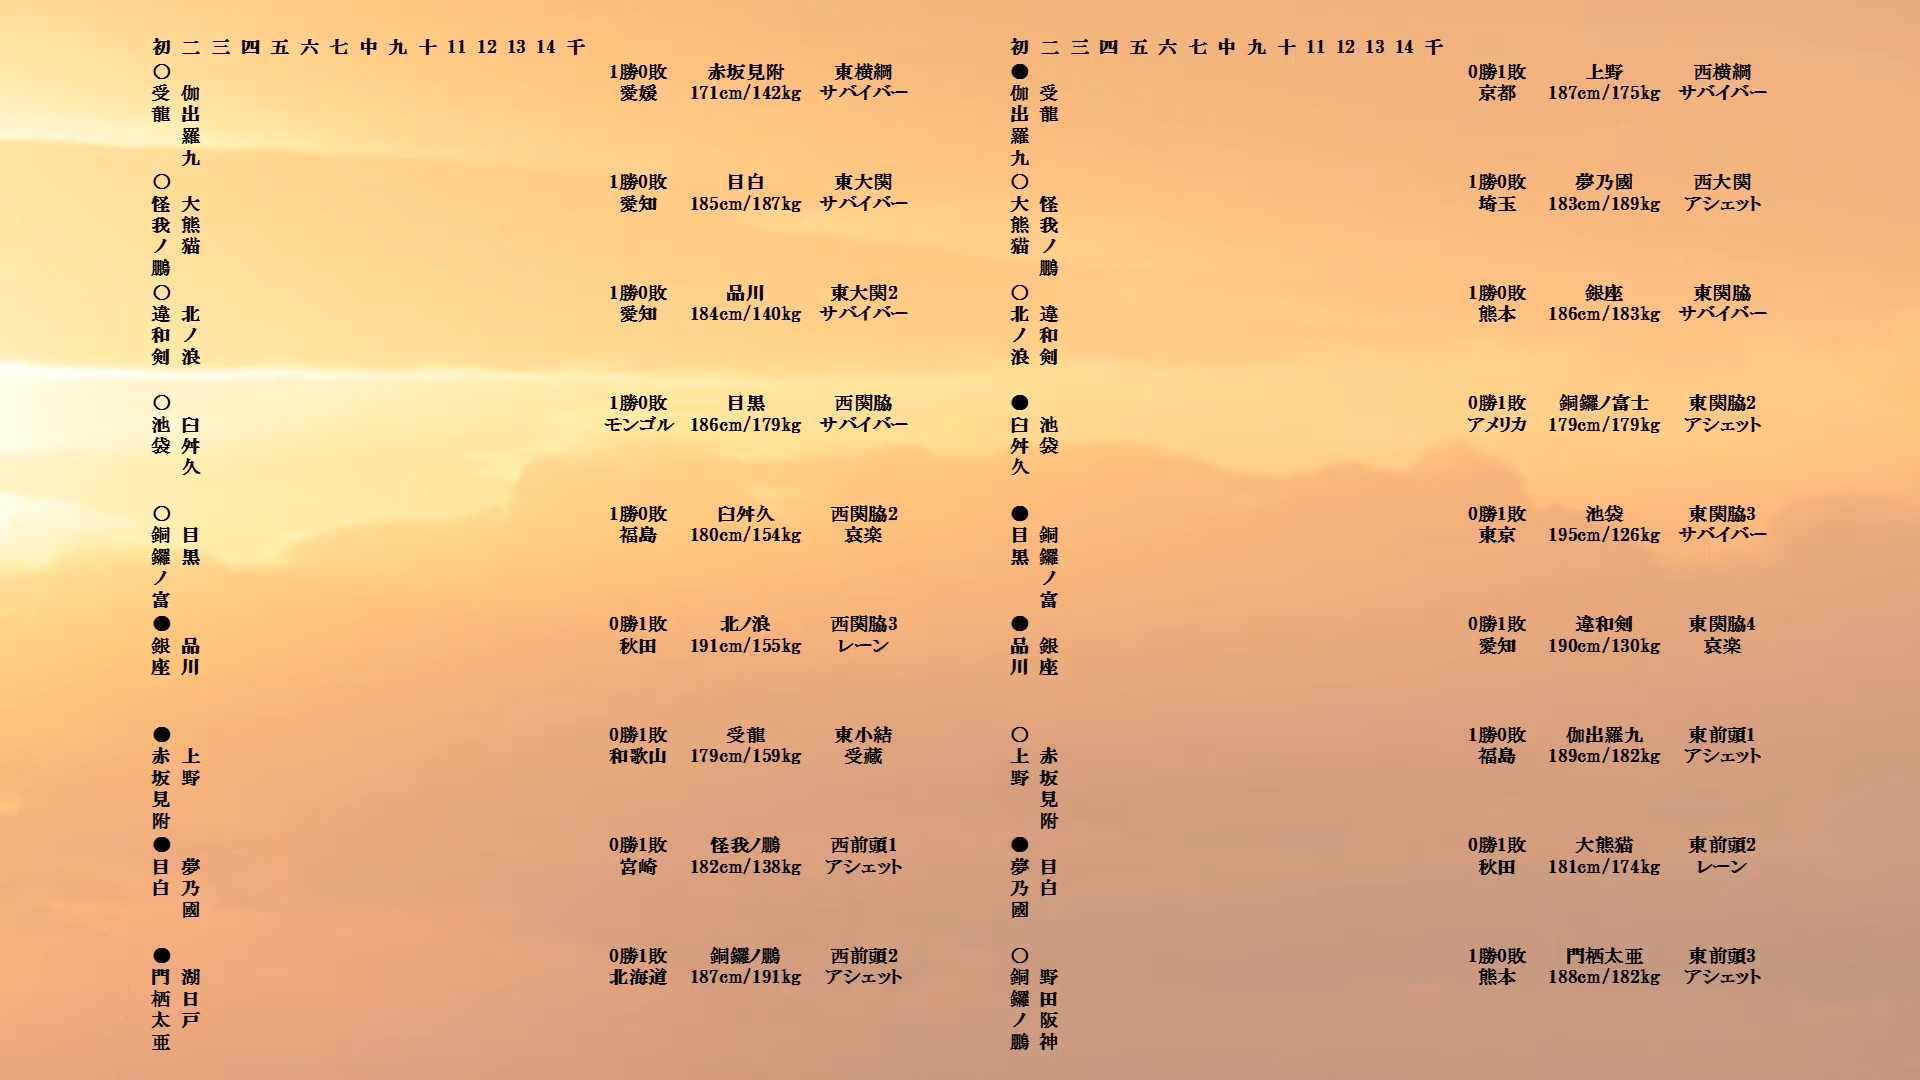 初 二 三 四 五 六 七 中 九 十 11 12 13 14 千
○ 1勝0敗 赤坂見附 東横綱
受龍 伽出羅九 愛媛 171cm/142kg サバイバー
○ 1勝0敗 目白 東大関
怪我ノ鵬 大熊猫 愛知 185cm/187kg サバイバー
○ 1勝0敗 品川 東大関2
違和剣 北ノ浪 愛知 184cm/140kg サバイバー
○ 1勝0敗 目黒 西関脇
池袋 臼舛久 モンゴル 186cm/179kg サバイバー
○ 1勝0敗 臼舛久 西関脇2
銅鑼ノ富 目黒 福島 180cm/154kg 哀楽
● 0勝1敗 北ノ浪 西関脇3
銀座 品川 秋田 191cm/155kg レーン
● 0勝1敗 受龍 東小結
赤坂見附 上野 和歌山 179cm/159kg 受蔵
● 0勝1敗 怪我ノ鵬 西前頭1
目白 夢乃國 宮崎 182cm/138kg アシェット
● 0勝1敗 銅鑼ノ鵬 西前頭2
門栖太亜 湖日戸 北海道 187cm/191kg アシェット
初 二 三 四 五 六 七 中 九 十 11 12 13 14 千
● 0勝1敗 上野 西横綱
伽出羅九 受龍 京都 187cm/175kg サバイバー
○ 1勝0敗 夢乃國 西大関
大熊猫 怪我ノ鵬 埼玉 183cm/189kg アシェット
○ 1勝0敗 銀座 東関脇
北ノ浪 違和剣 熊本 186cm/183kg サバイバー
● 0勝1敗 銅鑼ノ富士 東関脇2
臼舛久 池袋 アメリカ 179cm/179kg アシェット
● 0勝1敗 池袋 東関脇3
目黒 銅鑼ノ富 東京 195cm/126kg サバイバー
● 0勝1敗 違和剣 東関脇4
品川 銀座 愛知 190cm/130kg 哀楽
○ 1勝0敗 伽出羅九 東前頭1
上野 赤坂見附 福島 189cm/182kg アシェット
● 0勝1敗 大熊猫 東前頭2
夢乃國 目白 秋田 181cm/174kg レーン
○ 1勝0敗 門栖太亜 東前頭3
銅鑼ノ鵬 野田阪神 熊本 188cm/182kg アシェット